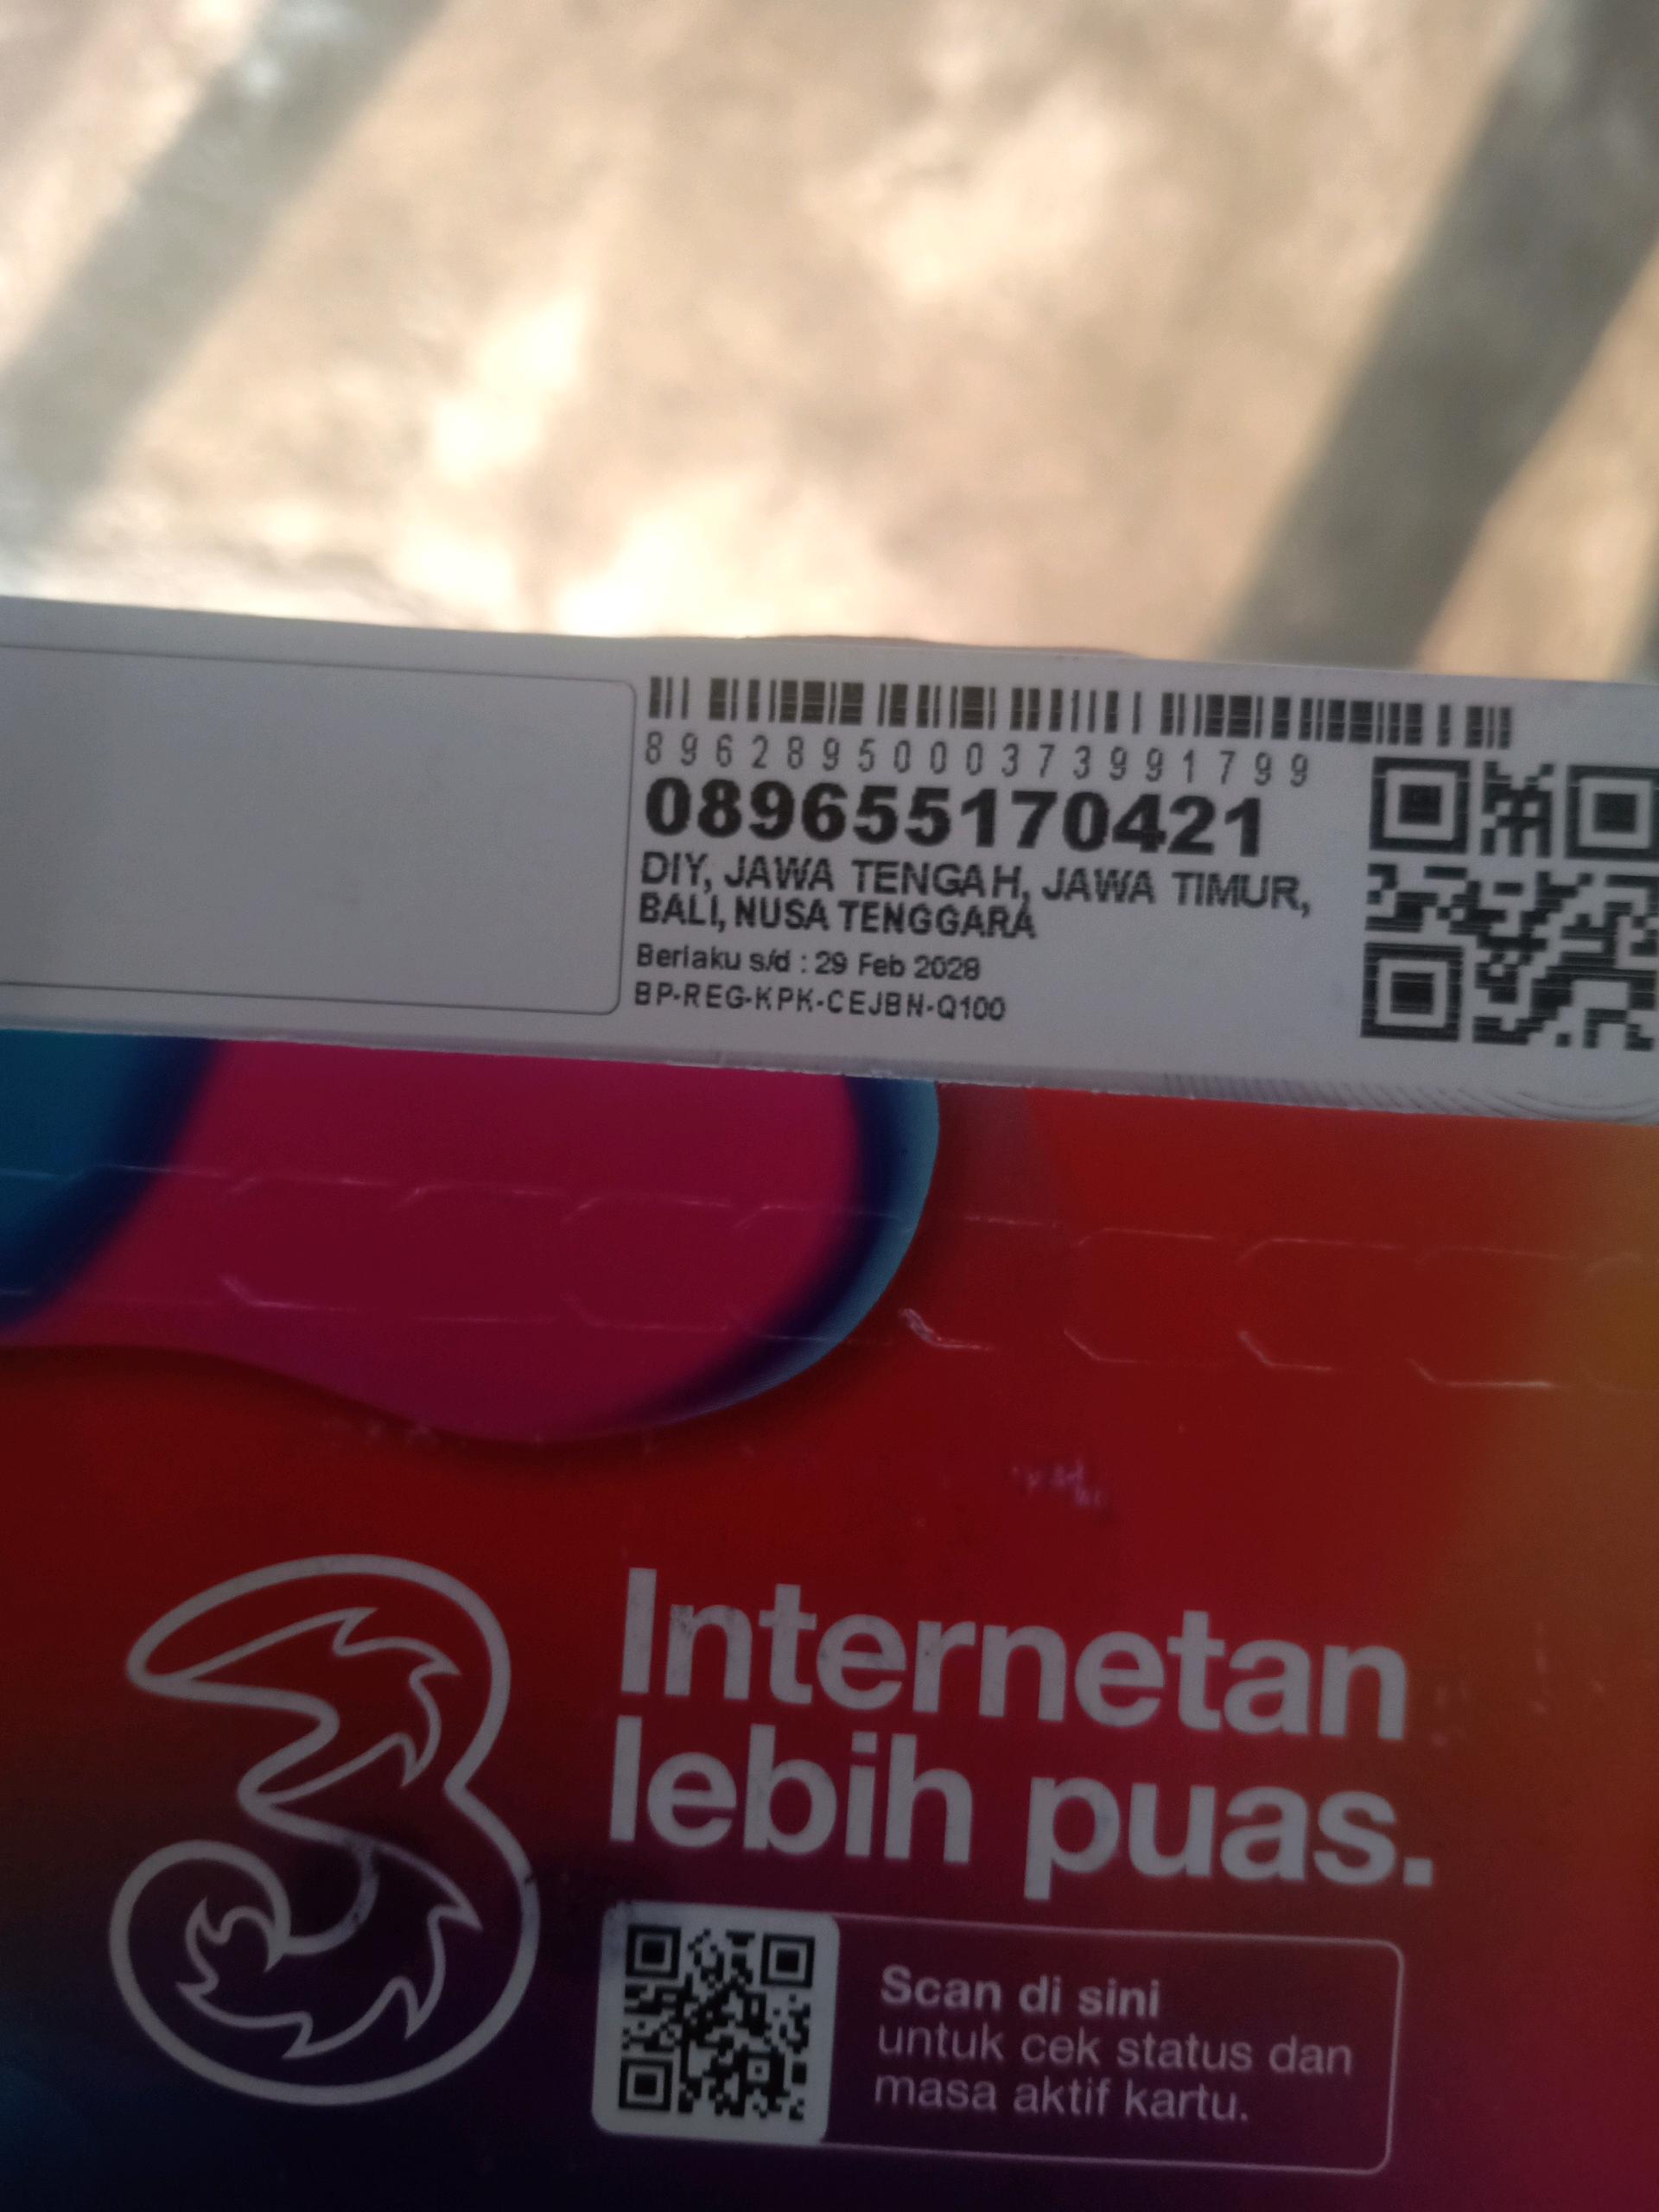 8962895000373991799
089655170421
DIY, JAWA TENGAH, JAWA TIMUR,
BALI, NUSA TENGGARA
Berlaku s/d : 29 Feb 2028
BP-REG-KPK-CEJBN-Q100
3
Internetan
lebih puas.
Scan di sini
untuk cek status dan
masa aktif kartu.